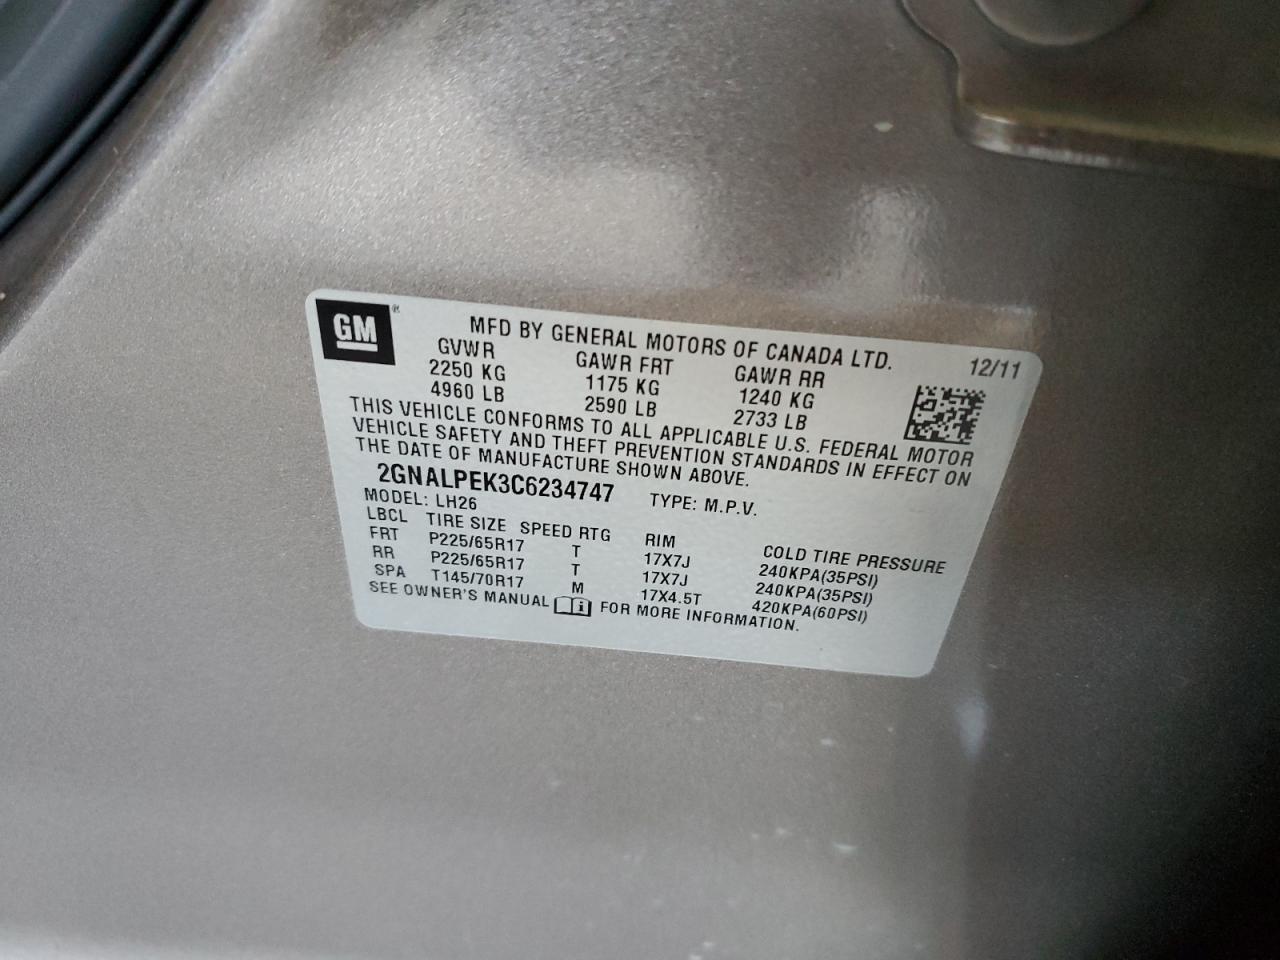 GM ®
MFD BY GENERAL MOTORS OF CANADA LTD. 12/11
GVWR GAWR FRT GAWR RR
2250 KG 1175 KG 1240 KG
4960 LB 2590 LB 2733 LB
THIS VEHICLE CONFORMS TO ALL APPLICABLE U.S. FEDERAL MOTOR
VEHICLE SAFETY AND THEFT PREVENTION STANDARDS IN EFFECT ON
THE DATE OF MANUFACTURE SHOWN ABOVE.
2GNALPEK3C6234747 TYPE: M.P.V.
MODEL: LH26
LBCL TIRE SIZE SPEED RTG RIM COLD TIRE PRESSURE
FRT P225/65R17 T 17X7J 240KPA(35PSI)
RR P225/65R17 T 17X7J 240KPA(35PSI)
SPA T145/70R17 M 17X4.5T 420KPA(60PSI)
SEE OWNER'S MANUAL FOR MORE INFORMATION.